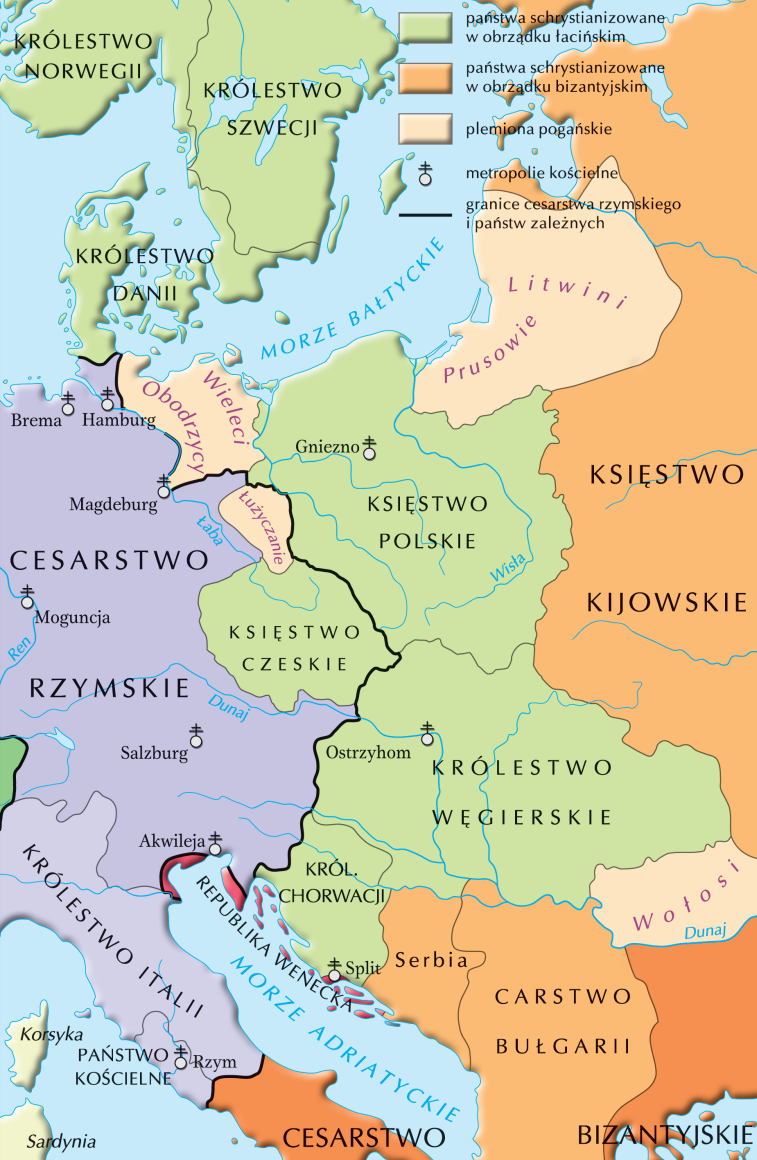 państwa schrystianizowane
w obrządku łacińskim
państwa schrystianizowane
w obrządku bizantyjskim
plemiona pogańskie
metropolie kościelne
granice cesarstwa rzymskiego
i państw zależnych
KRÓLESTWO
NORWEGII
KRÓLESTWO
SZWECJI
KRÓLESTWO
DANII
MORZE BAŁTYCKIE
Litwini
Prusowie
Obodrzycy
Wieleci
Brema
Hamburg
Gniezno
Magdeburg
Łużyczanie
Łaba
KSIĘSTWO
POLSKIE
Wisła
KSIĘSTWO
KIJOWSKIE
CESARSTWO
RZYMSKIE
Moguncja
Ren
KSIĘSTWO
CZESKIE
Dunaj
Salzburg
Ostrzyhom
KRÓLESTWO
WĘGIERSKIE
Akwileja
KRÓL.
CHORWACJI
KRÓLESTWO ITALII
REPUBLIKA WENECKA
Wołosi
Dunaj
Split
Serbia
MORZE ADRIATYCKIE
CARSTWO
BUŁGARII
Korsyka
PAŃSTWO
KOŚCIELNE
Rzym
Sardynia
CESARSTWO
BIZANTYJSKIE